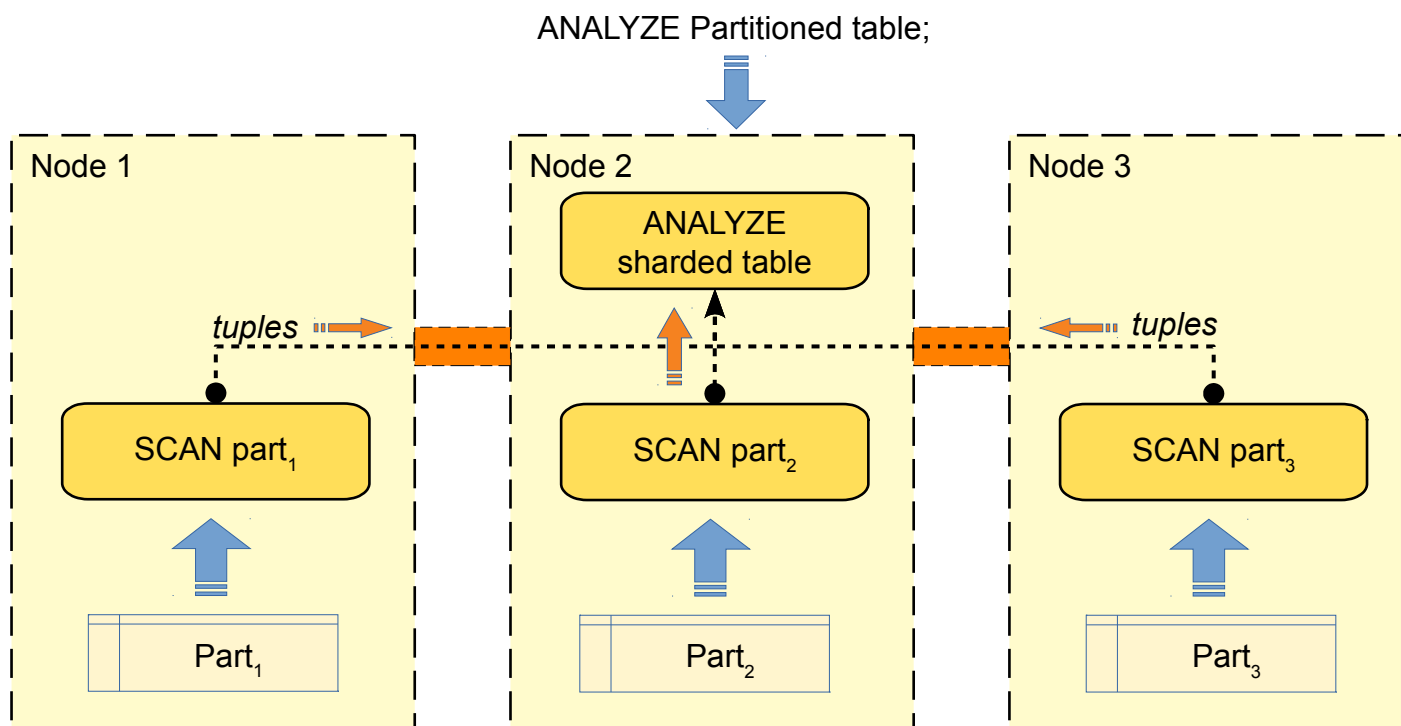 ANALYZE Partitioned table;
Node 1
Node 2
Node 3
ANALYZE
sharded table
tuples
tuples
SCAN part₁
SCAN part₂
SCAN part₃
Part₁
Part₂
Part₃